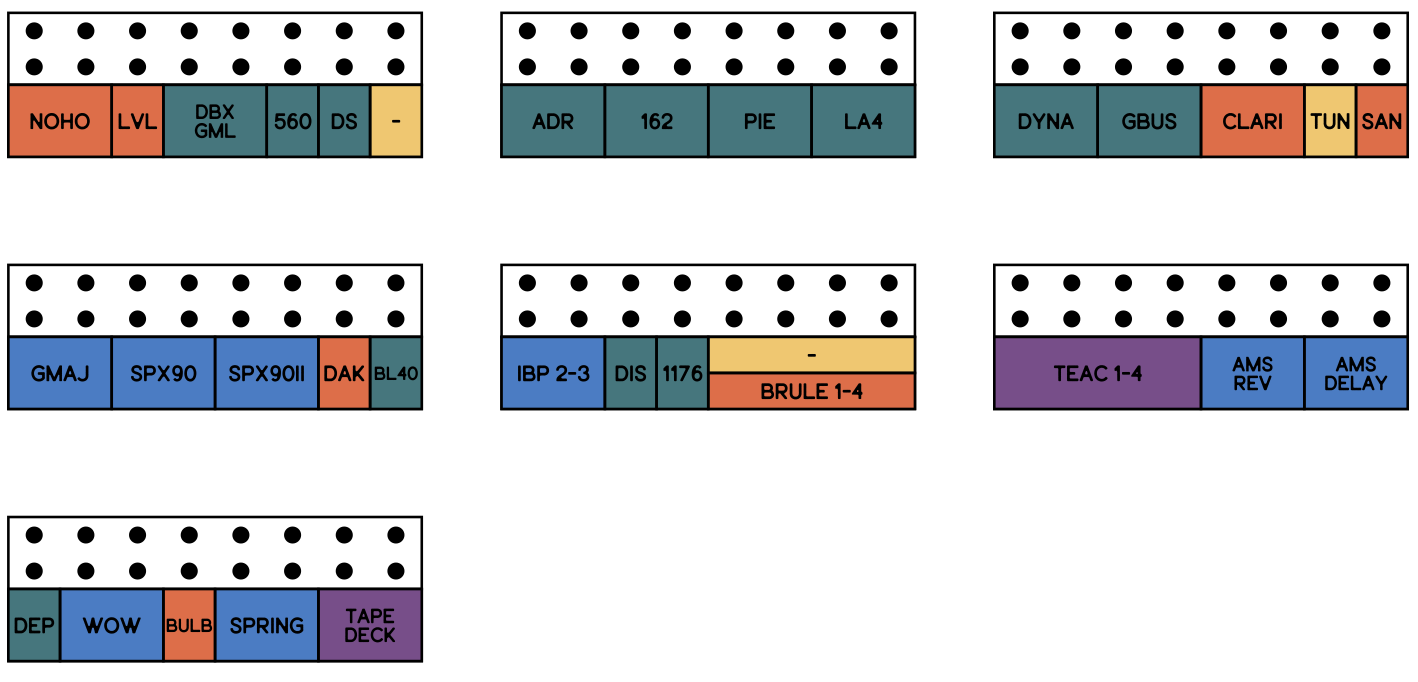 NOHO LVL DBX GML 560 DS -
ADR 162 PIE LA4
DYNA GBUS CLARI TUN SAN
GMAJ SPX90 SPX90II DAK BL40
IBP 2-3 DIS 1176 -
BRULE 1-4
TEAC 1-4 AMS REV AMS DELAY
DEP WOW BULB SPRING TAPE DECK